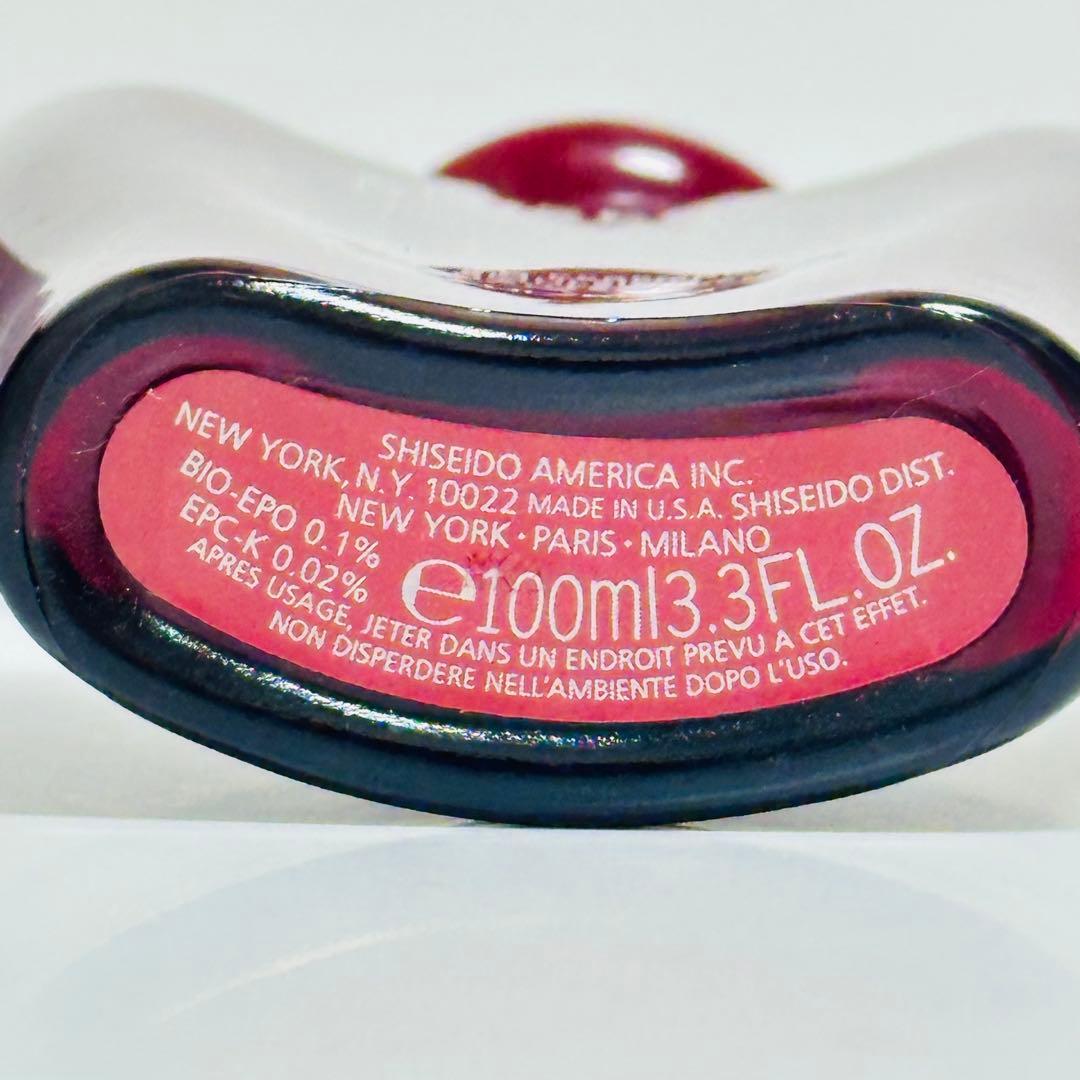 SHISEIDO AMERICA INC.
NEW YORK, N.Y. 10022 MADE IN U.S.A. SHISEIDO DIST.
NEW YORK · PARIS · MILANO
BIO-EPO 0.1%
EPC-K 0.02%
℮100ml3.3FL.OZ.
APRES USAGE, JETER DANS UN ENDROIT PREVU A CET EFFET.
NON DISPERDERE NELL'AMBIENTE DOPO L'USO.